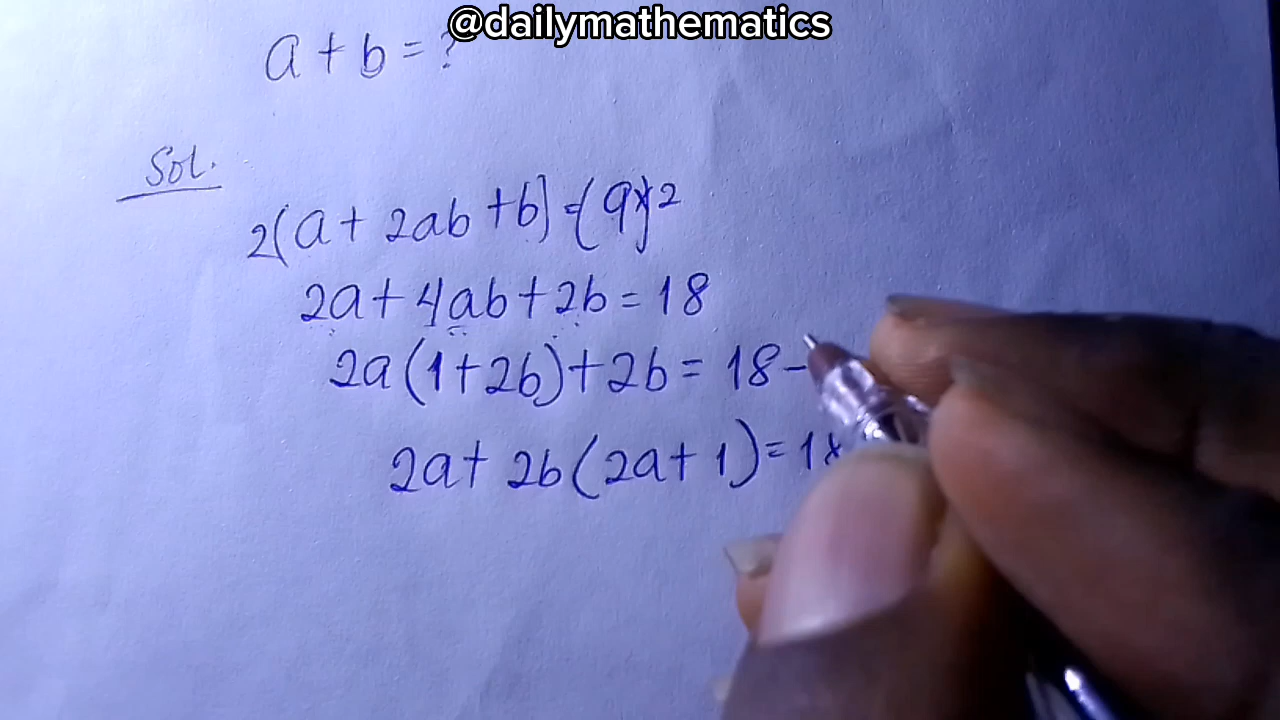 @dailymathematics
a + b = ?
Sol.
2(a + 2ab + b) = (9)×2
2a + 4ab + 2b = 18
2a(1 + 2b) + 2b = 18 -
2a + 2b(2a + 1) = 18